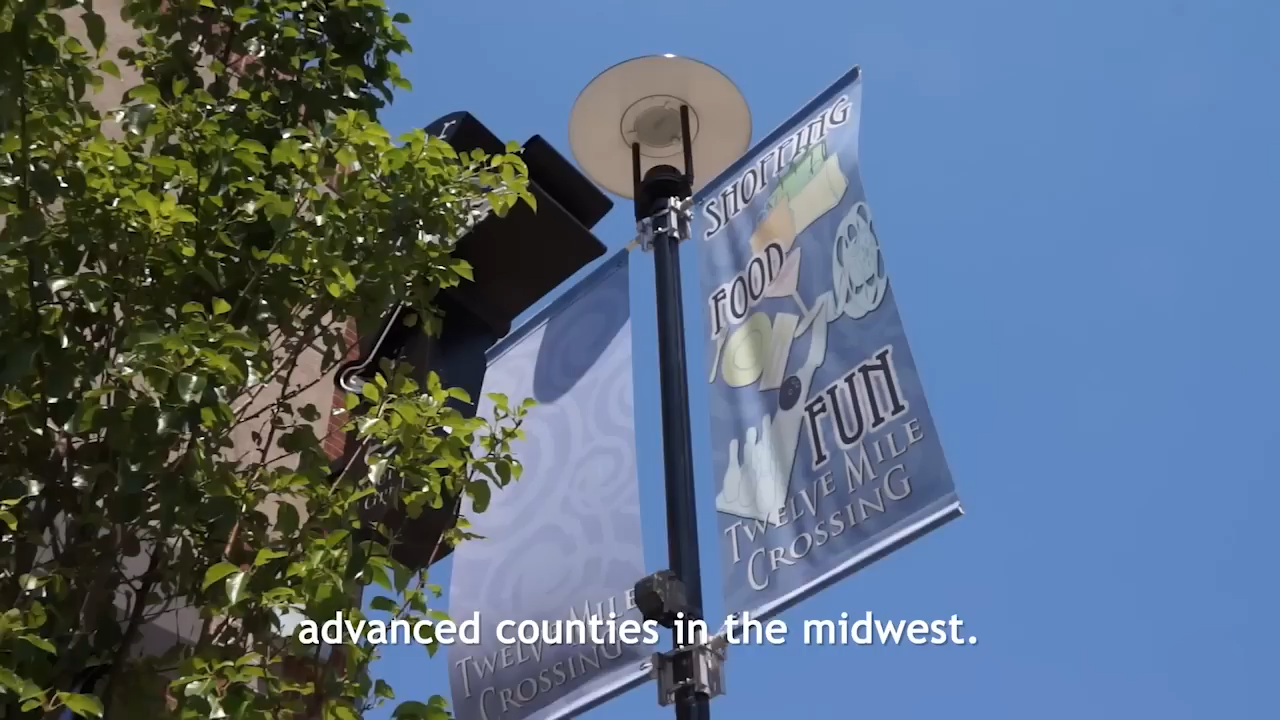 SHOPPING
FOOD
FUN
TWELVE MILE
CROSSING
TWELVE MILE
CROSSING
advanced counties in the midwest.